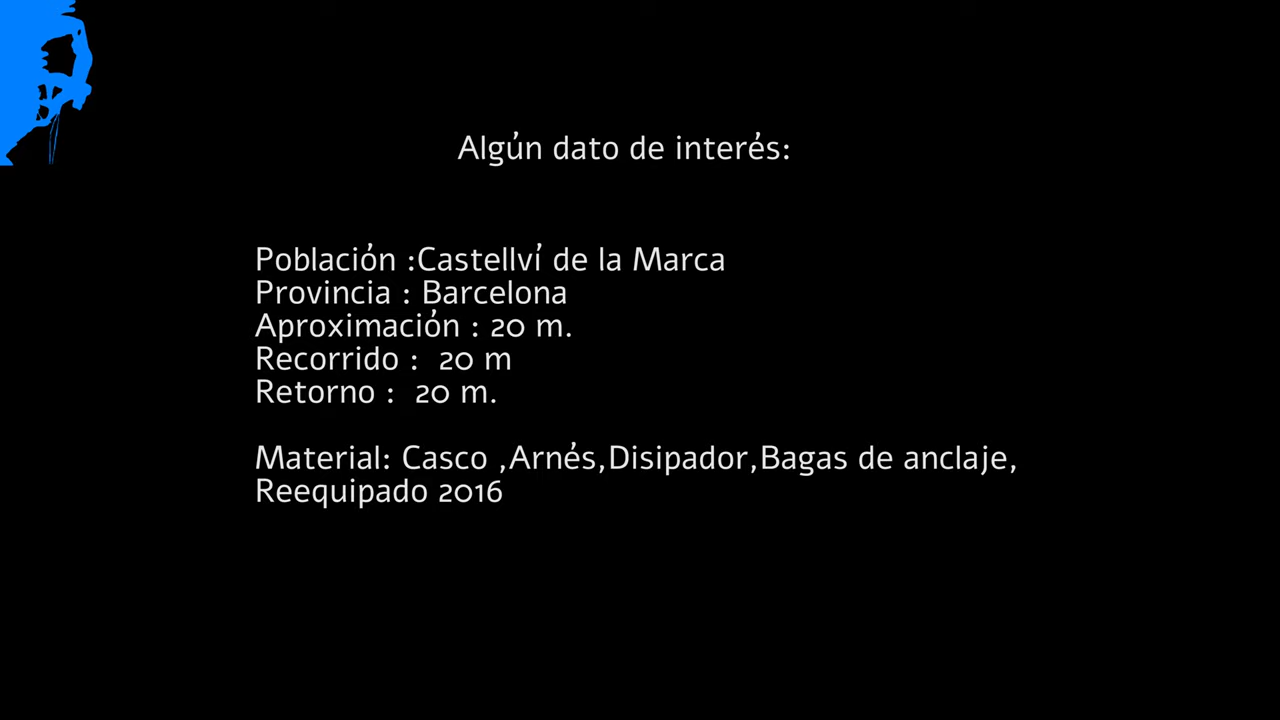 Algún dato de interés:
Población :Castellví de la Marca
Provincia : Barcelona
Aproximación : 20 m.
Recorrido :  20 m
Retorno :  20 m.
Material: Casco ,Arnés,Disipador,Bagas de anclaje,
Reequipado 2016